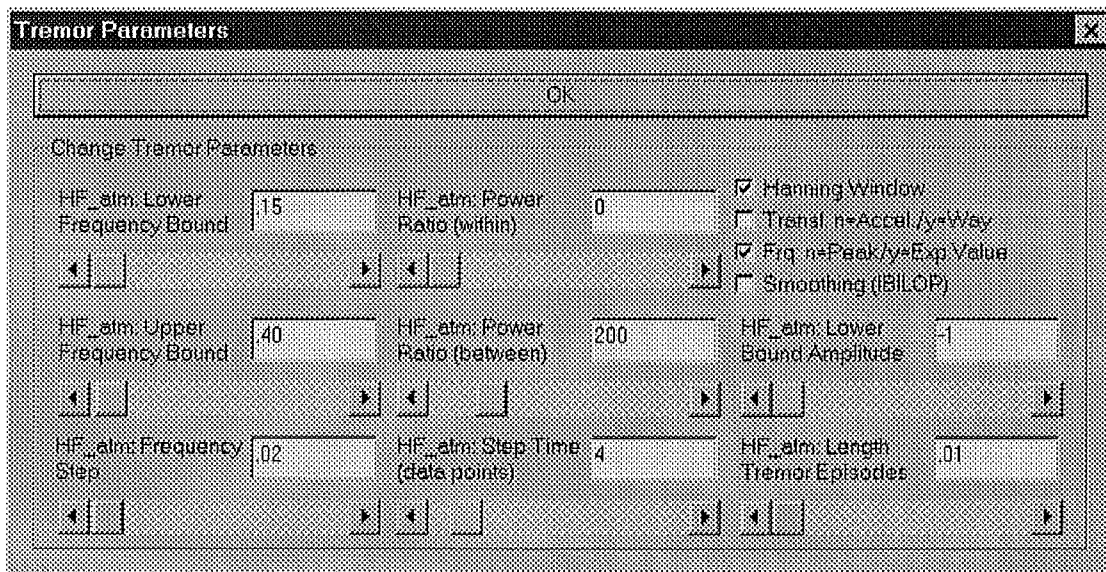 Tremor Parameters
OK
Change Tremor Parameters
HF_atm: Lower
Frequency Bound
.15
HF_atm: Power
Ratio (within)
0
Hanning Window
Transl. n=Accel./y=Way
Frq. n=Peak/y=Exp.Value
Smoothing (IBILOP)
HF_atm: Upper
Frequency Bound
.40
HF_atm: Power
Ratio (between)
200
HF_atm: Lower
Bound Amplitude
-1
HF_atm: Frequency
Step
.02
HF_atm: Step Time
(data points)
4
HF_atm: Length
Tremor Episodes
.01